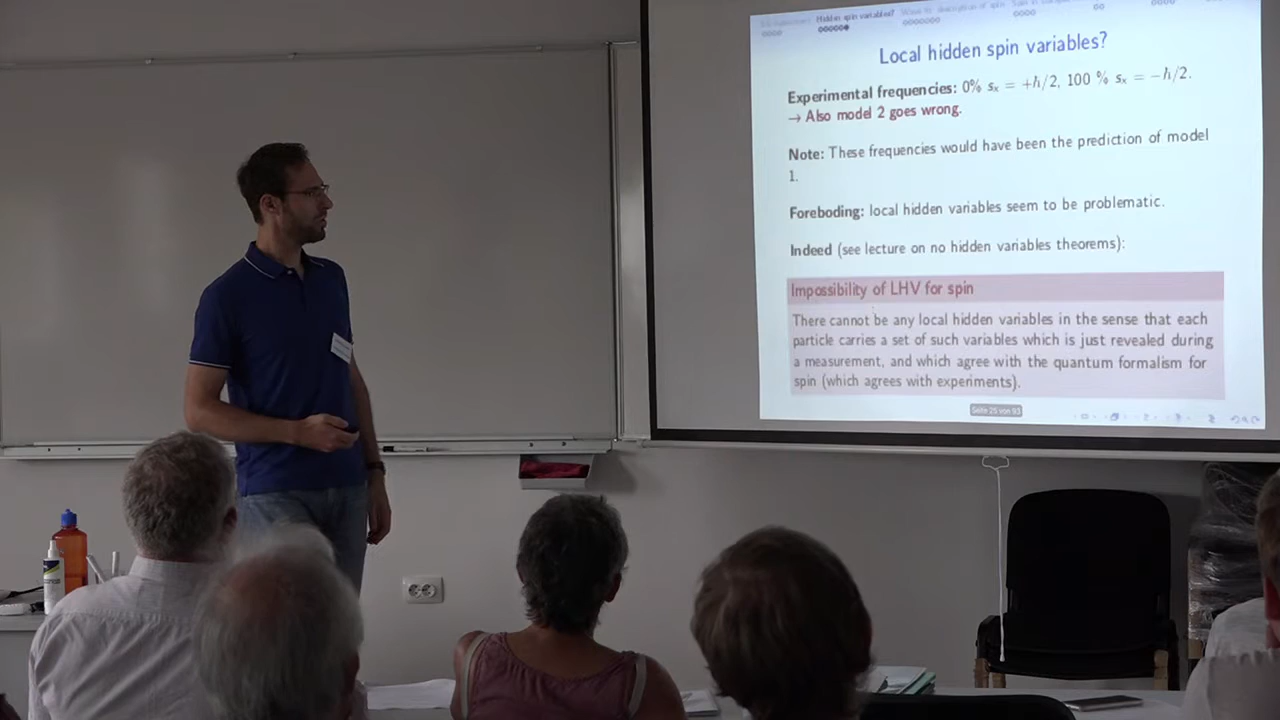 Hidden spin variables?
Local hidden spin variables?
Experimental frequencies: 0% sₓ = +ℏ/2, 100 % sₓ = −ℏ/2.
→ Also model 2 goes wrong.
Note: These frequencies would have been the prediction of model
1.
Foreboding: local hidden variables seem to be problematic.
Indeed (see lecture on no hidden variables theorems):
Impossibility of LHV for spin
There cannot be any local hidden variables in the sense that each
particle carries a set of such variables which is just revealed during
a measurement, and which agree with the quantum formalism for
spin (which agrees with experiments).
Seite 25 von 93